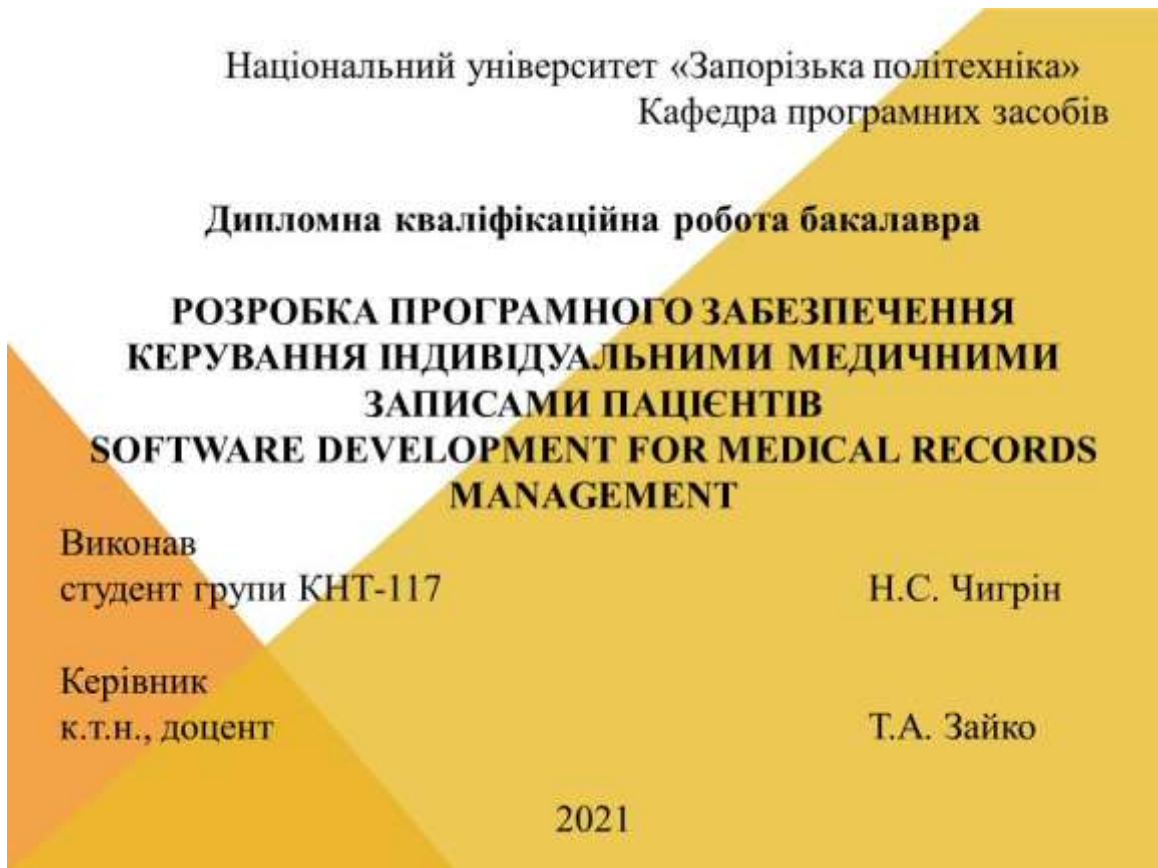 Національний університет «Запорізька політехніка»
Кафедра програмних засобів
Дипломна кваліфікаційна робота бакалавра
РОЗРОБКА ПРОГРАМНОГО ЗАБЕЗПЕЧЕННЯ
КЕРУВАННЯ ІНДИВІДУАЛЬНИМИ МЕДИЧНИМИ
ЗАПИСАМИ ПАЦІЄНТІВ
SOFTWARE DEVELOPMENT FOR MEDICAL RECORDS
MANAGEMENT
Виконав
студент групи КНТ-117 Н.С. Чигрін
Керівник
к.т.н., доцент Т.А. Зайко
2021